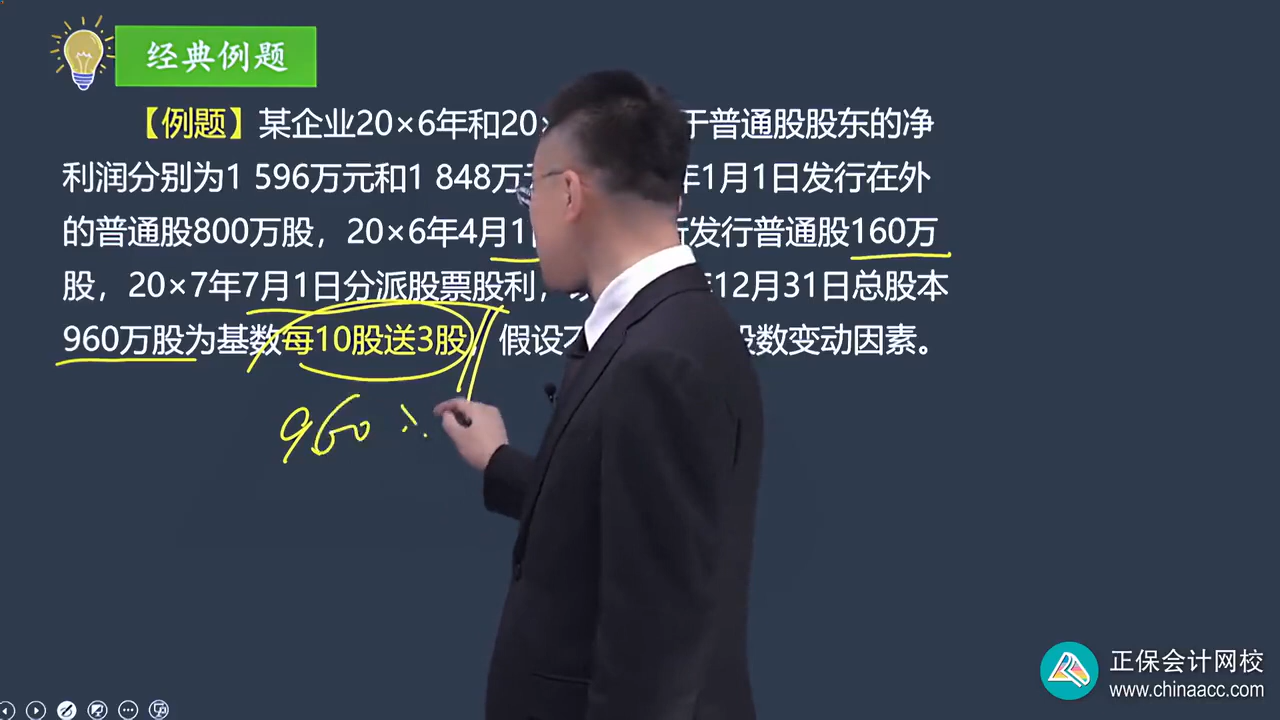 经典例题
【例题】某企业20×6年和20 于普通股股东的净
利润分别为1 596万元和1 848万 年1月1日发行在外
的普通股800万股，20×6年4月1 发行普通股160万
股，20×7年7月1日分派股票股利， 12月31日总股本
960万股为基数每10股送3股，假设 股数变动因素。
960
正保会计网校
www.chinaacc.com